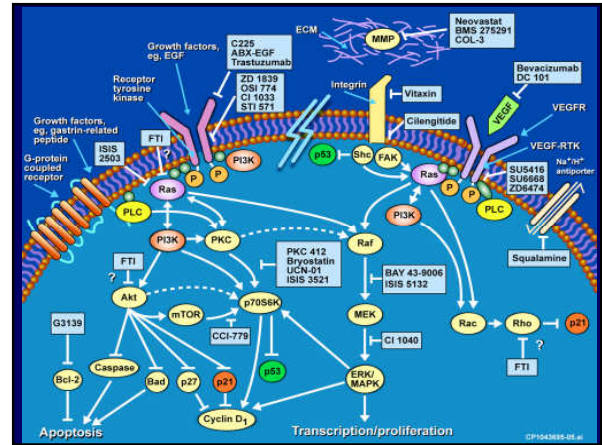 ECM
MMP
Neovastat
BMS 275291
COL-3
Growth factors,
eg, EGF
C225
ABX-EGF
Trastuzumab
Receptor
tyrosine
kinase
ZD 1839
OSI 774
CI 1033
STI 571
Integrin
Vitaxin
Cilengitide
Bevacizumab
DC 101
VEGF
VEGFR
VEGF-RTK
Growth factors,
eg, gastrin-related
peptide
G-protein
coupled
receptor
ISIS
2503
FTI
?
P
P
PI3K
Ras
PLC
p53
Shc
FAK
Ras
P
P
PLC
SU5416
SU6668
ZD6474
Na+/H+
antiporter
Squalamine
PI3K
PKC
Raf
PI3K
PKC 412
Bryostatin
UCN-01
ISIS 3521
BAY 43-9006
ISIS 5132
FTI
?
Akt
mTOR
p70S6K
CCI-779
MEK
CI 1040
Rac
Rho
p21
?
FTI
G3139
Bcl-2
Caspase
Bad
p27
p21
p53
ERK/
MAPK
Cyclin D1
Apoptosis
Transcription/proliferation
CP1043695-05.ai